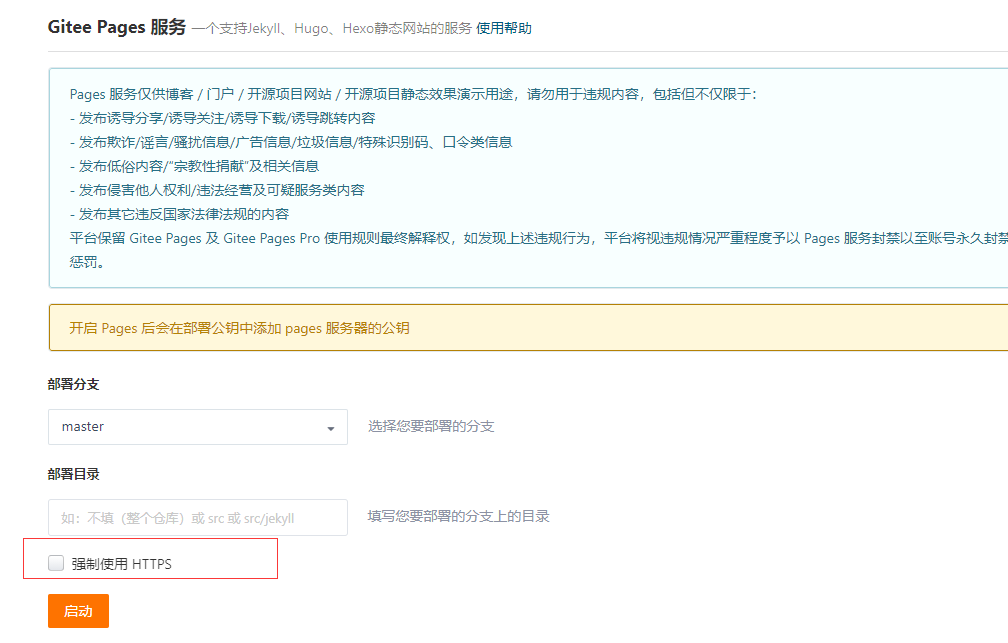 Gitee Pages 服务 一个支持Jekyll、Hugo、Hexo静态网站的服务 使用帮助
Pages 服务仅供博客 / 门户 / 开源项目网站 / 开源项目静态效果演示用途，请勿用于违规内容，包括但不仅限于：
- 发布诱导分享/诱导关注/诱导下载/诱导跳转内容
- 发布欺诈/谣言/骚扰信息/广告信息/垃圾信息/特殊识别码、口令类信息
- 发布低俗内容/“宗教性捐献”及相关信息
- 发布侵害他人权利/违法经营及可疑服务类内容
- 发布其它违反国家法律法规的内容
平台保留 Gitee Pages 及 Gitee Pages Pro 使用规则最终解释权，如发现上述违规行为，平台将视违规情况严重程度予以 Pages 服务封禁以至账号永久封禁
惩罚。
开启 Pages 后会在部署公钥中添加 pages 服务器的公钥
部署分支
master 选择您要部署的分支
部署目录
如：不填（整个仓库）或 src 或 src/jekyll 填写您要部署的分支上的目录
强制使用 HTTPS
启动